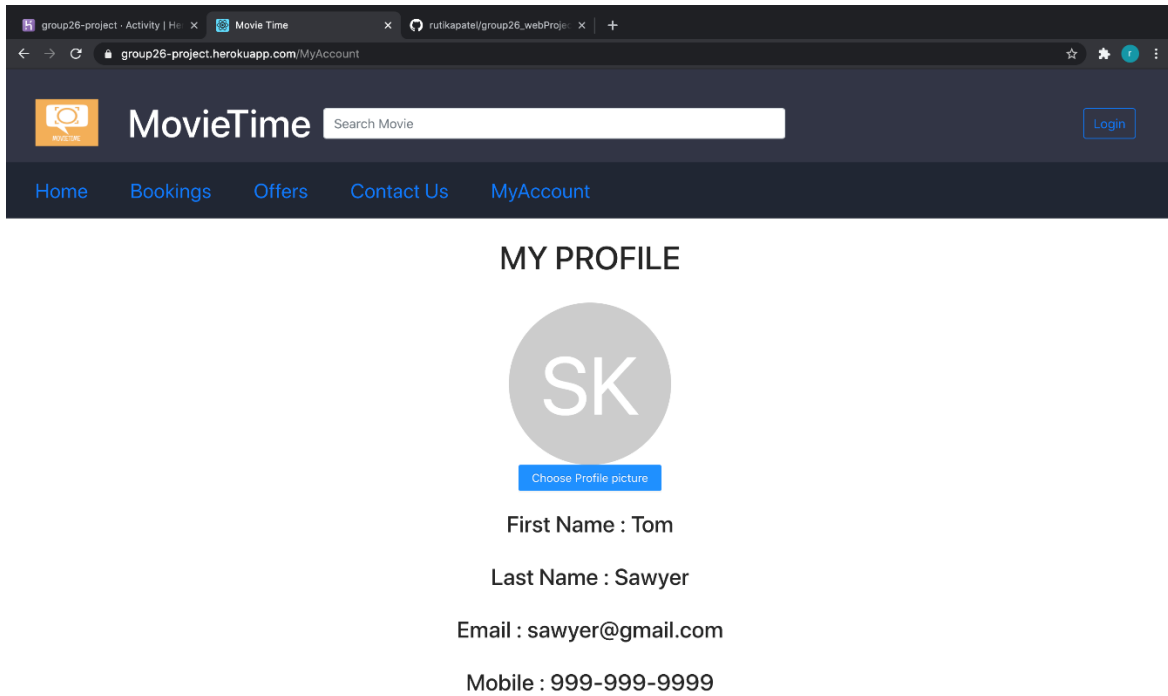 group26-project · Activity | He
Movie Time
rutikapatel/group26_webProjec
group26-project.herokuapp.com/MyAccount
r
MOVIETIME
MovieTime
Search Movie
Login
Home Bookings Offers Contact Us MyAccount
MY PROFILE
SK
Choose Profile picture
First Name : Tom
Last Name : Sawyer
Email : sawyer@gmail.com
Mobile : 999-999-9999